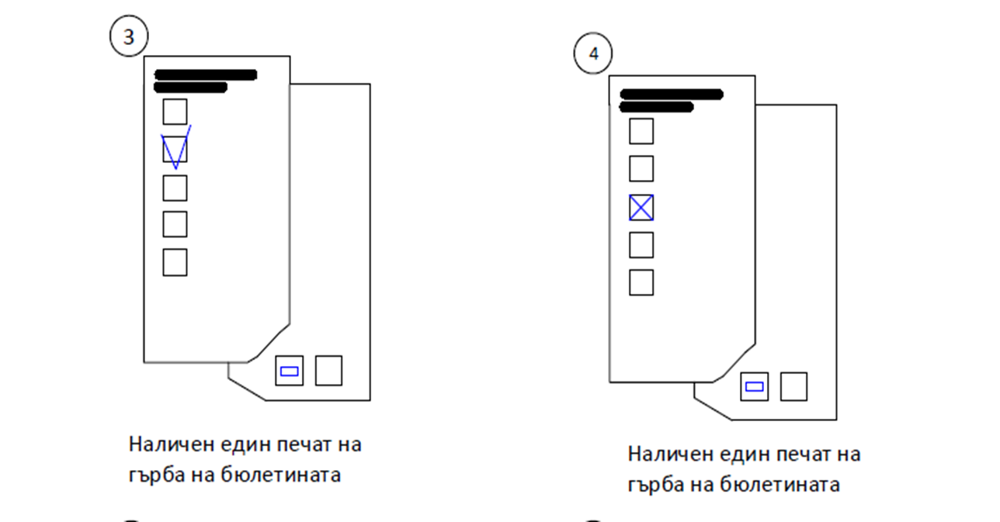 3
4
Наличен един печат на
гърба на бюлетината
Наличен един печат на
гърба на бюлетината